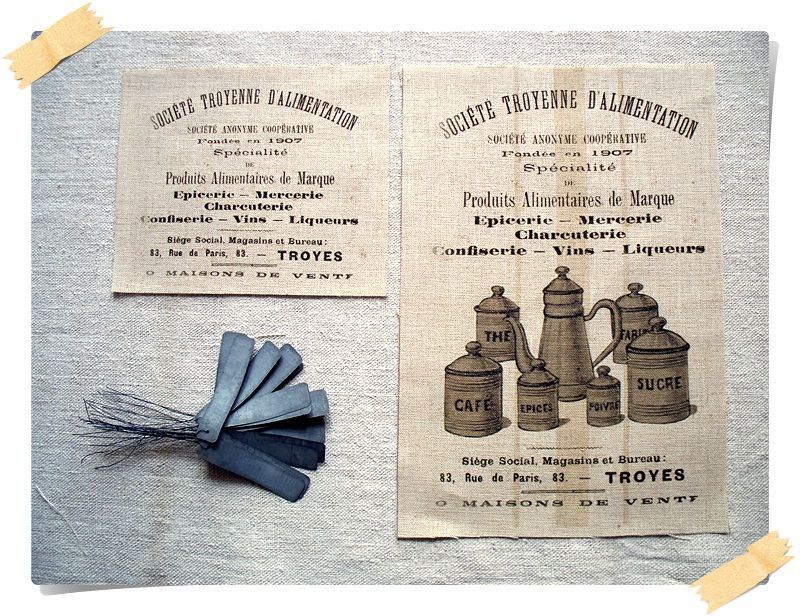 SOCIÉTÉ TROYENNE D'ALIMENTATION
SOCIÉTÉ ANONYME COOPÉRATIVE
Fondée en 1907
Spécialité
DE
Produits Alimentaires de Marque
Epicerie – Mercerie
Charcuterie
Confiserie – Vins – Liqueurs
Siège Social, Magasins et Bureau:
83, Rue de Paris, 83. — TROYES
O MAISONS DE VENTE
SOCIÉTÉ TROYENNE D'ALIMENTATION
SOCIÉTÉ ANONYME COOPÉRATIVE
Fondée en 1907
Spécialité
DE
Produits Alimentaires de Marque
Epicerie – Mercerie
Charcuterie
Confiserie – Vins – Liqueurs
THÉ
FARINE
CAFÉ
EPICES
POIVRE
SUCRE
Siège Social, Magasins et Bureau:
83, Rue de Paris, 83. — TROYES
O MAISONS DE VENTE